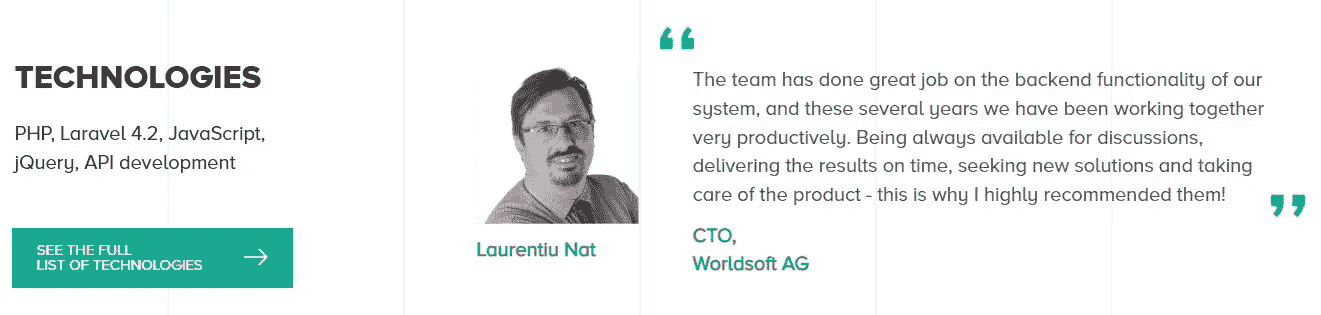 TECHNOLOGIES
PHP, Laravel 4.2, JavaScript,
jQuery, API development
SEE THE FULL
LIST OF TECHNOLOGIES
Laurentiu Nat
“
The team has done great job on the backend functionality of our
system, and these several years we have been working together
very productively. Being always available for discussions,
delivering the results on time, seeking new solutions and taking
care of the product - this is why I highly recommended them!
”
CTO,
Worldsoft AG